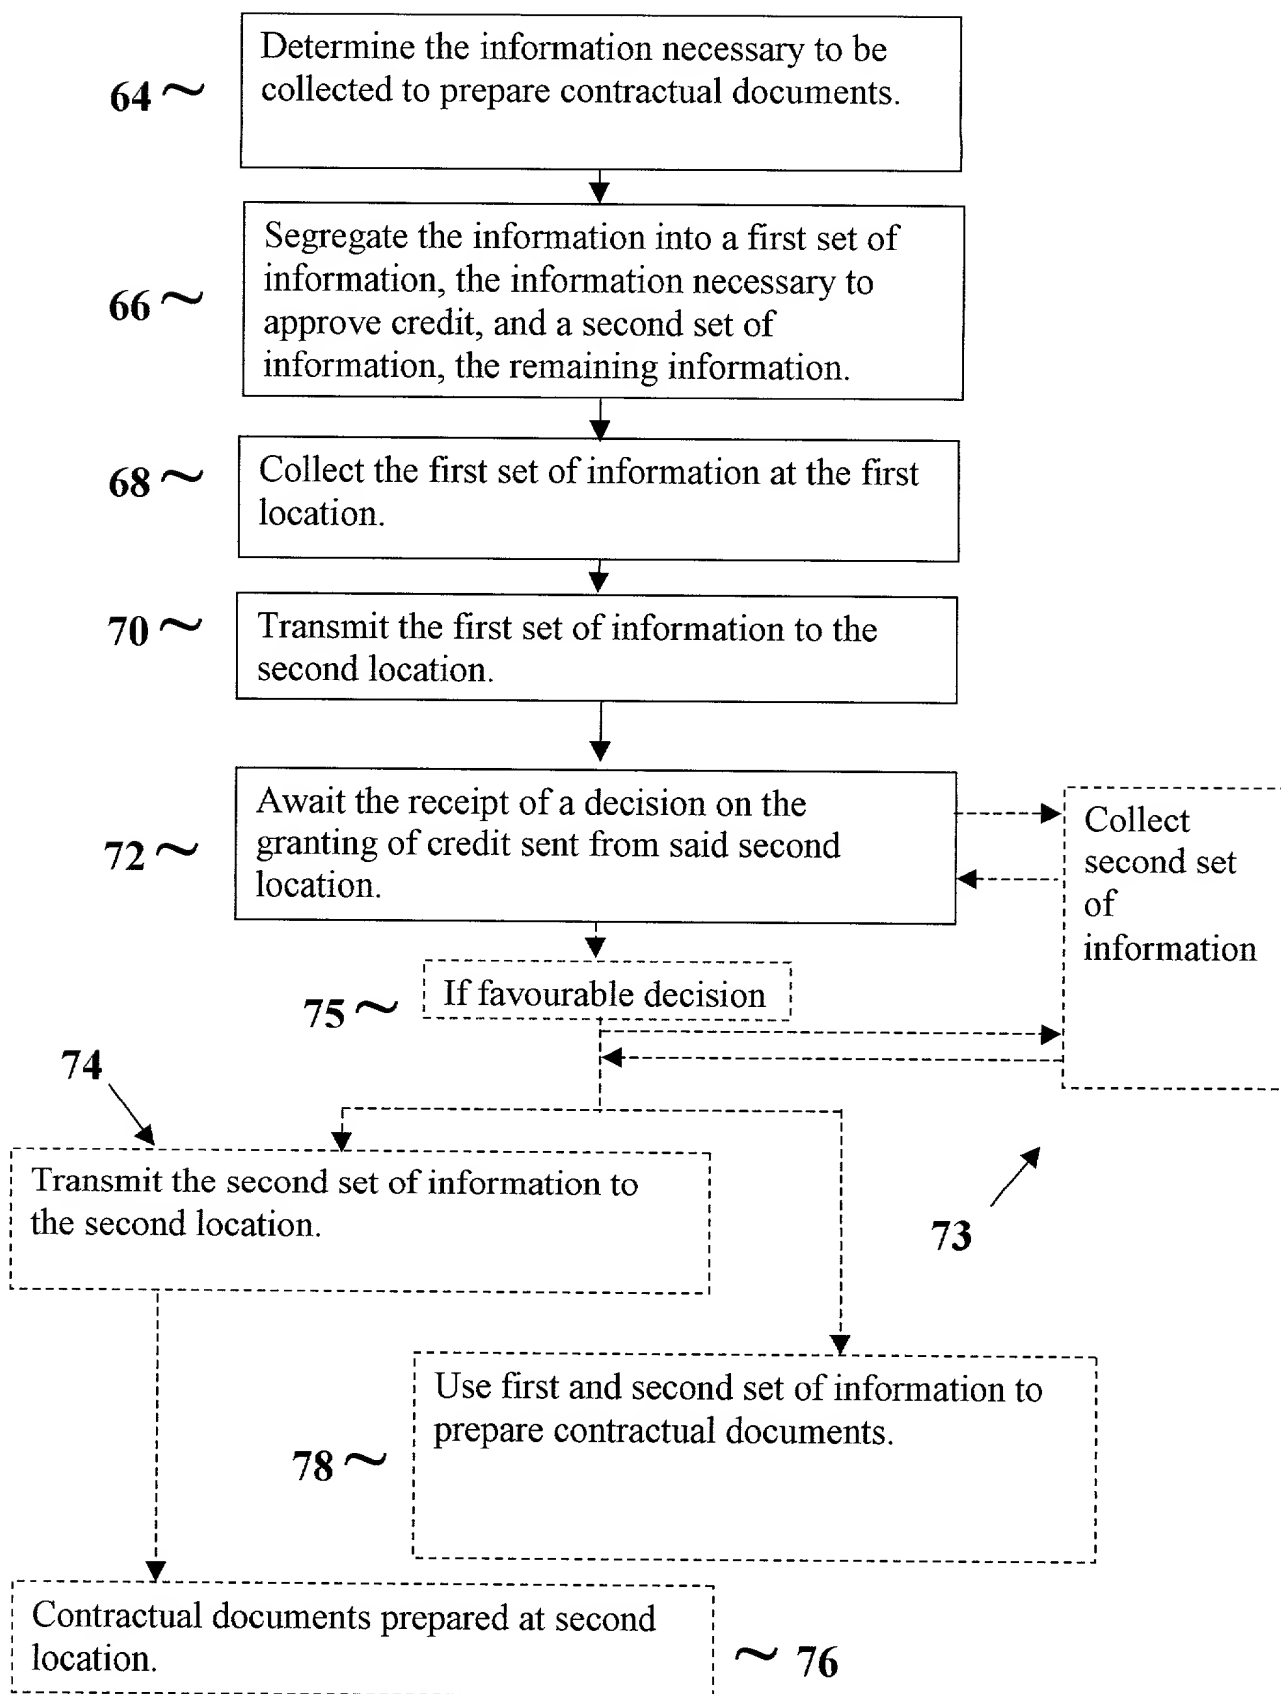 Determine the information necessary to be
collected to prepare contractual documents.
64 ~
Segregate the information into a first set of
information, the information necessary to
approve credit, and a second set of
information, the remaining information.
66 ~
Collect the first set of information at the first
location.
68 ~
Transmit the first set of information to the
second location.
70 ~
Await the receipt of a decision on the
granting of credit sent from said second
location.
72 ~
Collect
second set
of
information
If favourable decision
75 ~
74
Transmit the second set of information to
the second location.
73
Use first and second set of information to
prepare contractual documents.
78 ~
Contractual documents prepared at second
location.
~ 76